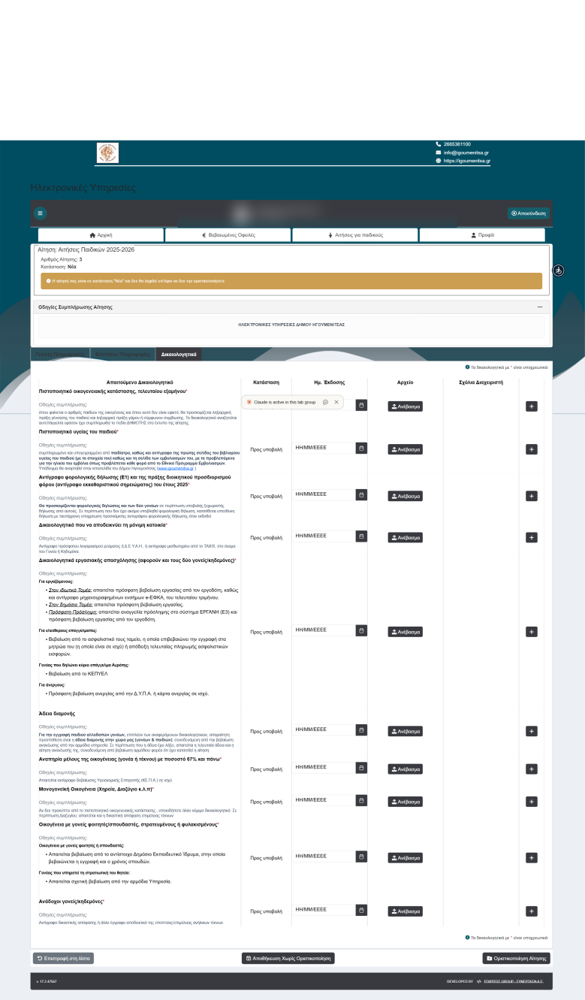 2665361100
info@igoumenitsa.gr
https://igoumenitsa.gr
Ηλεκτρονικές Υπηρεσίες
Αποσύνδεση
Αρχική
Βεβαιωμένες Οφειλές
Αιτήσεις για παιδικούς
Προφίλ
Αίτηση: Αιτήσεις Παιδικών 2025-2026
Αριθμός Αίτησης: 3
Κατάσταση: Νέα
Η αίτησή σας είναι σε κατάσταση "Νέα" και δεν θα ληφθεί υπ'όψιν αν δεν την οριστικοποιήσετε .
Οδηγίες Συμπλήρωσης Αίτησης
ΗΛΕΚΤΡΟΝΙΚΕΣ ΥΠΗΡΕΣΙΕΣ ΔΗΜΟΥ ΗΓΟΥΜΕΝΙΤΣΑΣ
Γενικές Πληροφορίες Επιπλέον Πληροφορίες Δικαιολογητικά
Τα δικαιολογητικά με * είναι υποχρεωτικά
Απαιτούμενο Δικαιολογητικό Κατάσταση Ημ. Έκδοσης Αρχείο Σχόλια Διαχειριστή
Πιστοποιητικό οικογενειακής κατάστασης, τελευταίου εξαμήνου*
Οδηγίες συμπλήρωσης:
όπου φαίνεται ο αριθμός παιδιών της οικογένειας και όπου αυτό δεν είναι εφικτό, θα προσκομίζεται ληξιαρχική
πράξη γέννησης του παιδιού και ληξιαρχική πράξη γάμου ή σύμφωνου συμβίωσης. Το δικαιολογητικό αναζητείται
αυτεπάγγελτα εφόσον έχει συμπληρωθεί το πεδίο ΔΗΜΟΤΗΣ στο έντυπο της αίτησης
Claude is active in this tab group
Ανέβασμα
Πιστοποιητικό υγείας του παιδιού*
Οδηγίες συμπλήρωσης:
συμπληρωμένο και υπογεγραμμένο από παιδίατρο, καθώς και αντίγραφο της πρώτης σελίδας του βιβλιαρίου
υγείας του παιδιού (με τα στοιχεία του) καθώς και τη σελίδα των εμβολιασμών του, με τα προβλεπόμενα
για την ηλικία του εμβόλια όπως προβλέπεται κάθε φορά από το Εθνικό Πρόγραμμα Εμβολιασμών.
Υπόδειγμα θα αναρτηθεί στην ιστοσελίδα του Δήμου Ηγουμενίτσας (www.igoumenitsa.gr )
Προς υποβολή ΗΗ/ΜΜ/ΕΕΕΕ Ανέβασμα
Αντίγραφο φορολογικής δήλωσης (Ε1) και της πράξης διοικητικού προσδιορισμού
φόρου (αντίγραφο εκκαθαριστικού σημειώματος) του έτους 2025*
Οδηγίες συμπλήρωσης:
Θα προσκομίζονται φορολογικές δηλώσεις και των δύο γονέων σε περίπτωση υποβολής ξεχωριστής
δήλωσης από αυτούς. Σε περίπτωση που δεν έχει ακόμα υποβληθεί φορολογική δήλωση, κατατίθεται υπεύθυνη
δήλωση με ταυτόχρονη υποχρέωση προσκόμισης αντιγράφου φορολογικής δήλωσης όταν εκδοθεί.
Προς υποβολή ΗΗ/ΜΜ/ΕΕΕΕ Ανέβασμα
Δικαιολογητικό που να αποδεικνύει τη μόνιμη κατοικία*
Οδηγίες συμπλήρωσης:
Αντίγραφο πρόσφατου λογαριασμού ρεύματος ή Δ.Ε.Υ.Α.Η., ή αντίγραφο μισθωτηρίου από το TAXIS, στο όνομα
του Γονέα ή Κηδεμόνα.
Προς υποβολή ΗΗ/ΜΜ/ΕΕΕΕ Ανέβασμα
Δικαιολογητικά εργασιακής απασχόλησης (αφορούν και τους δύο γονείς/κηδεμόνες)*
Οδηγίες συμπλήρωσης:
Για εργαζόμενους:
• Στον ιδιωτικό Τομέα: απαιτείται πρόσφατη βεβαίωση εργασίας από τον εργοδότη, καθώς
και αντίγραφο μηχανογραφημένων ενσήμων e-ΕΦΚΑ, του τελευταίου τριμήνου.
• Στον δημόσιο Τομέα: απαιτείται πρόσφατη βεβαίωση εργασίας.
• Πρόσφατη Πρόσληψη: απαιτείται αναγγελία πρόσληψης στο σύστημα ΕΡΓΑΝΗ (Ε3) και
πρόσφατη βεβαίωση εργασίας από τον εργοδότη.
Για ελεύθερους επαγγελματίες:
• Βεβαίωση από το ασφαλιστικό τους ταμείο, η οποία επιβεβαιώνει την εγγραφή στα
μητρώα του (η οποία είναι σε ισχύ) ή απόδειξη τελευταίας πληρωμής ασφαλιστικών
εισφορών.
Γονέας που δηλώνει κύριο επάγγελμα Αγρότης:
• Βεβαίωση από το ΚΕΠΥΕΛ
Για άνεργους:
• Πρόσφατη βεβαίωση ανεργίας από την Δ.Υ.Π.Α. ή κάρτα ανεργίας σε ισχύ.
Προς υποβολή ΗΗ/ΜΜ/ΕΕΕΕ Ανέβασμα
Άδεια διαμονής
Οδηγίες συμπλήρωσης:
Για την εγγραφή παιδιού αλλοδαπών γονέων, επιπλέον των αναφερόμενων δικαιολογητικών, απαραίτητη
προϋπόθεση είναι η άδεια διαμονής στην χώρα μας (γονέων & παιδιών), συνοδευόμενη από την βεβαίωση
ανανέωσης από την αρμόδια υπηρεσία. Σε περίπτωση που η άδεια έχει λήξει, απαιτείται η τελευταία άδεια και η
αίτηση ανανέωσής της, συνοδευόμενη από βεβαίωση αρμόδιου φορέα ότι έχει κατατεθεί η αίτηση.
Προς υποβολή ΗΗ/ΜΜ/ΕΕΕΕ Ανέβασμα
Αναπηρία μέλους της οικογένειας (γονέα ή τέκνου) με ποσοστό 67% και πάνω*
Οδηγίες συμπλήρωσης:
Απαιτείται αντίγραφο Βεβαίωσης Υγειονομικής Επιτροπής (ΚΕ.Π.Α.) σε ισχύ
Προς υποβολή ΗΗ/ΜΜ/ΕΕΕΕ Ανέβασμα
Μονογονεϊκή Οικογένεια (Χηρεία, Διαζύγιο κ.λ.π)*
Οδηγίες συμπλήρωσης:
Αν δεν προκύπτει από το πιστοποιητικό οικογενειακής κατάστασης , οποιοδήποτε άλλο νόμιμο δικαιολογητικό. Σε
περίπτωση Διαζυγίου, απαιτείται και η δικαστική απόφαση επιμέλειας τέκνων.
Προς υποβολή ΗΗ/ΜΜ/ΕΕΕΕ Ανέβασμα
Οικογένεια με γονείς φοιτητές/σπουδαστές, στρατευμένους ή φυλακισμένους*
Οδηγίες συμπλήρωσης:
Οικογένεια με γονείς φοιτητές ή σπουδαστές:
• Απαιτείται βεβαίωση από το αντίστοιχο Δημόσιο Εκπαιδευτικό Ίδρυμα, στην οποία
βεβαιώνεται η εγγραφή και ο χρόνος σπουδών.
Γονέας που υπηρετεί τη στρατιωτική του θητεία:
• Απαιτείται σχετική βεβαίωση από την αρμόδια Υπηρεσία.
Προς υποβολή ΗΗ/ΜΜ/ΕΕΕΕ Ανέβασμα
Ανάδοχοι γονείς/κηδεμόνες*
Οδηγίες συμπλήρωσης:
Αντίγραφο δικαστικής απόφασης ή άλλο έγγραφο αποδεικτικό της εποπτείας/επιμέλειας ανήλικων τέκνων
Προς υποβολή ΗΗ/ΜΜ/ΕΕΕΕ Ανέβασμα
Τα δικαιολογητικά με * είναι υποχρεωτικά
Επιστροφή στη λίστα
Αποθήκευση Χωρίς Οριστικοποίηση
Οριστικοποίηση Αίτησης
v. 17.2.47667
DEVELOPED BY </> ΕΓΚΡΙΤΟΣ GROUP - ΣΥΝΕΡΓΑΣΙΑ Α.Ε.